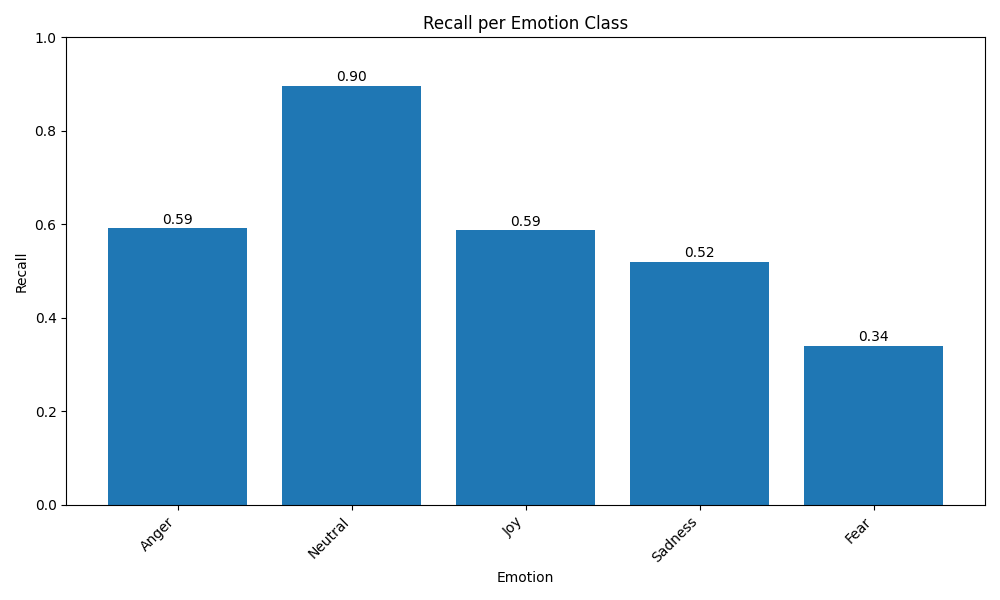 Recall per Emotion Class
1.0
0.8
0.6
0.4
0.2
0.0
Recall
0.59
0.90
0.59
0.52
0.34
Anger
Neutral
Joy
Sadness
Fear
Emotion